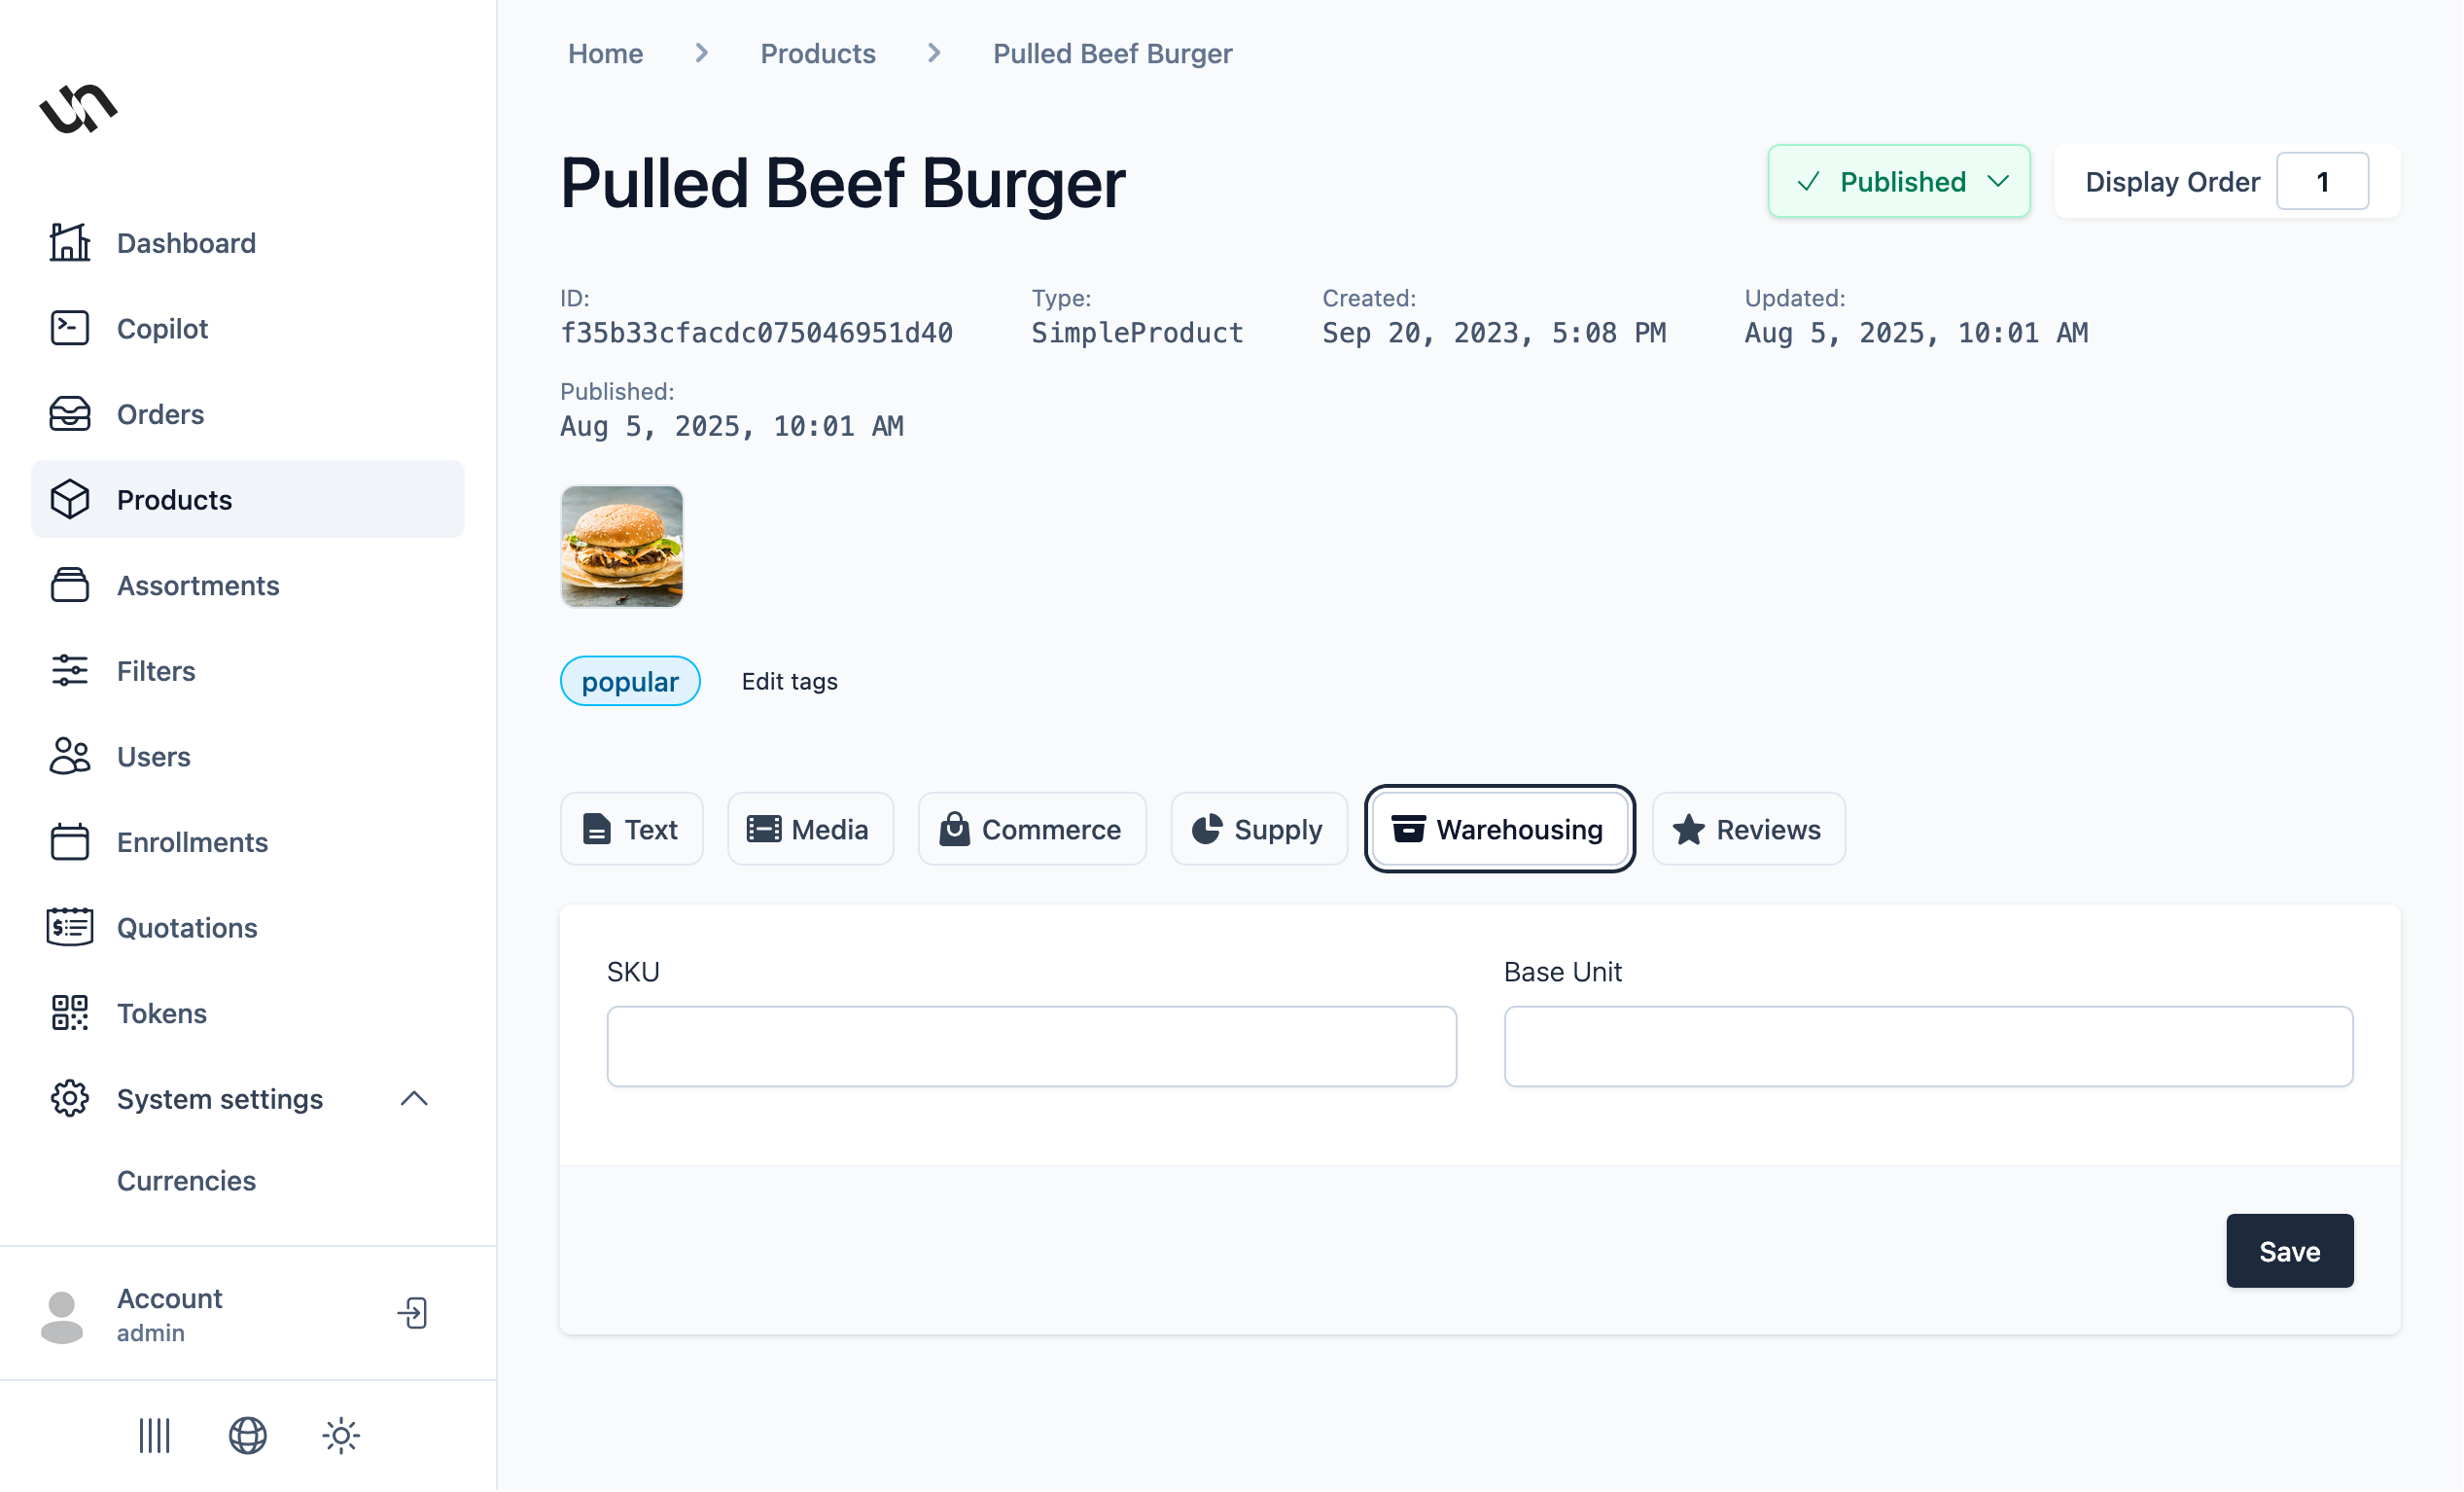 Home
Products
Pulled Beef Burger
Dashboard
Copilot
Orders
Products
Assortments
Filters
Users
Enrollments
Quotations
Tokens
System settings
Currencies
Account
admin
Pulled Beef Burger
Published
Display Order
1
ID:
f35b33cfacdc075046951d40
Type:
SimpleProduct
Created:
Sep 20, 2023, 5:08 PM
Updated:
Aug 5, 2025, 10:01 AM
Published:
Aug 5, 2025, 10:01 AM
popular
Edit tags
Text
Media
Commerce
Supply
Warehousing
Reviews
SKU
Base Unit
Save